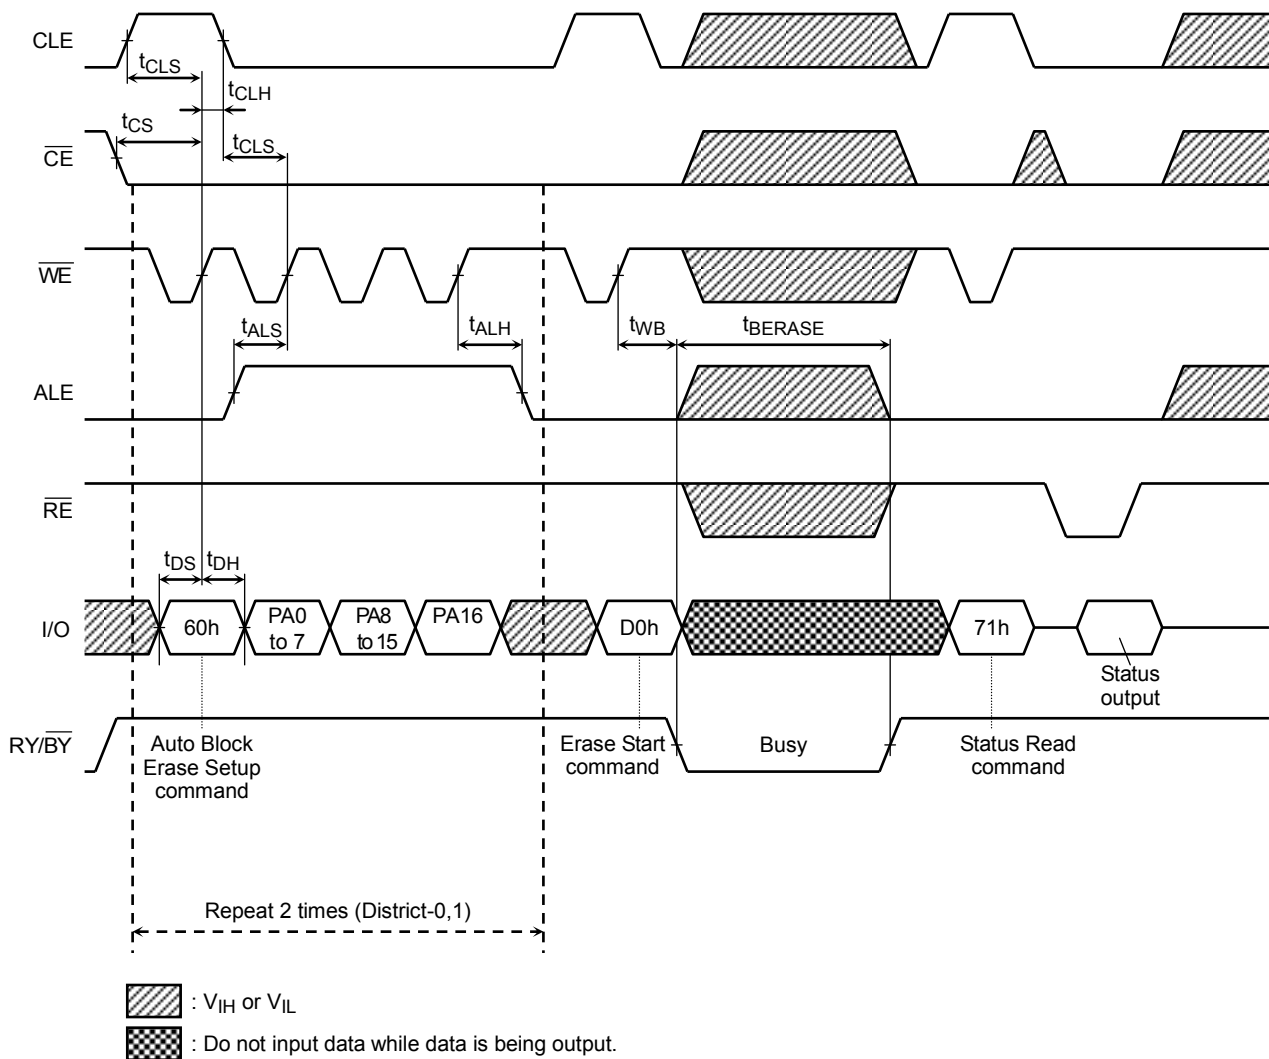 CLE
tCLS
tCLH
tCS
tCLS
CE
WE
tALS
tALH
tWB
tBERASE
ALE
RE
tDS
tDH
I/O
60h
PA0
to 7
PA8
to 15
PA16
D0h
71h
Status
output
RY/BY
Auto Block
Erase Setup
command
Erase Start
command
Busy
Status Read
command
Repeat 2 times (District-0,1)
: VIH or VIL
: Do not input data while data is being output.